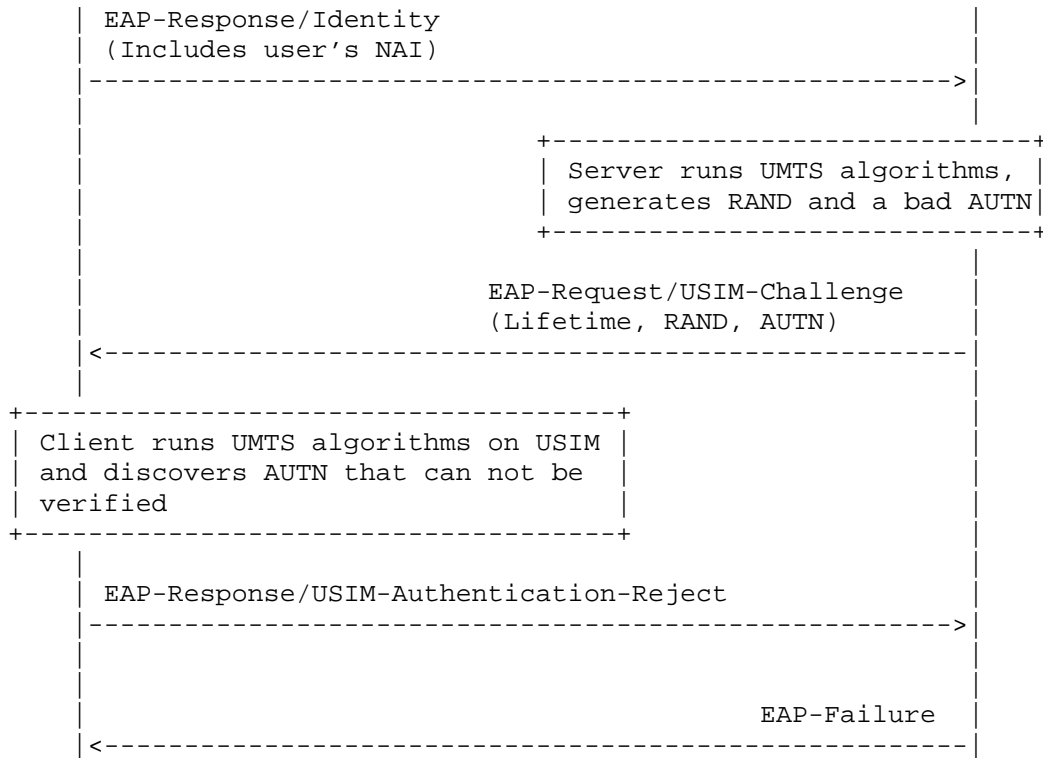 EAP-Response/Identity
(Includes user's NAI)
Server runs UMTS algorithms,
generates RAND and a bad AUTN
EAP-Request/USIM-Challenge
(Lifetime, RAND, AUTN)
Client runs UMTS algorithms on USIM
and discovers AUTN that can not be
verified
EAP-Response/USIM-Authentication-Reject
EAP-Failure